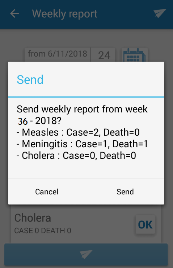 Weekly report
from 6/11/2018
24
Send
Send weekly report from week
36 - 2018?
- Measles : Case=2, Death=0
- Meningitis : Case=1, Death=1
- Cholera : Case=0, Death=0
Cancel Send
Cholera
CASE 0 DEATH 0
OK